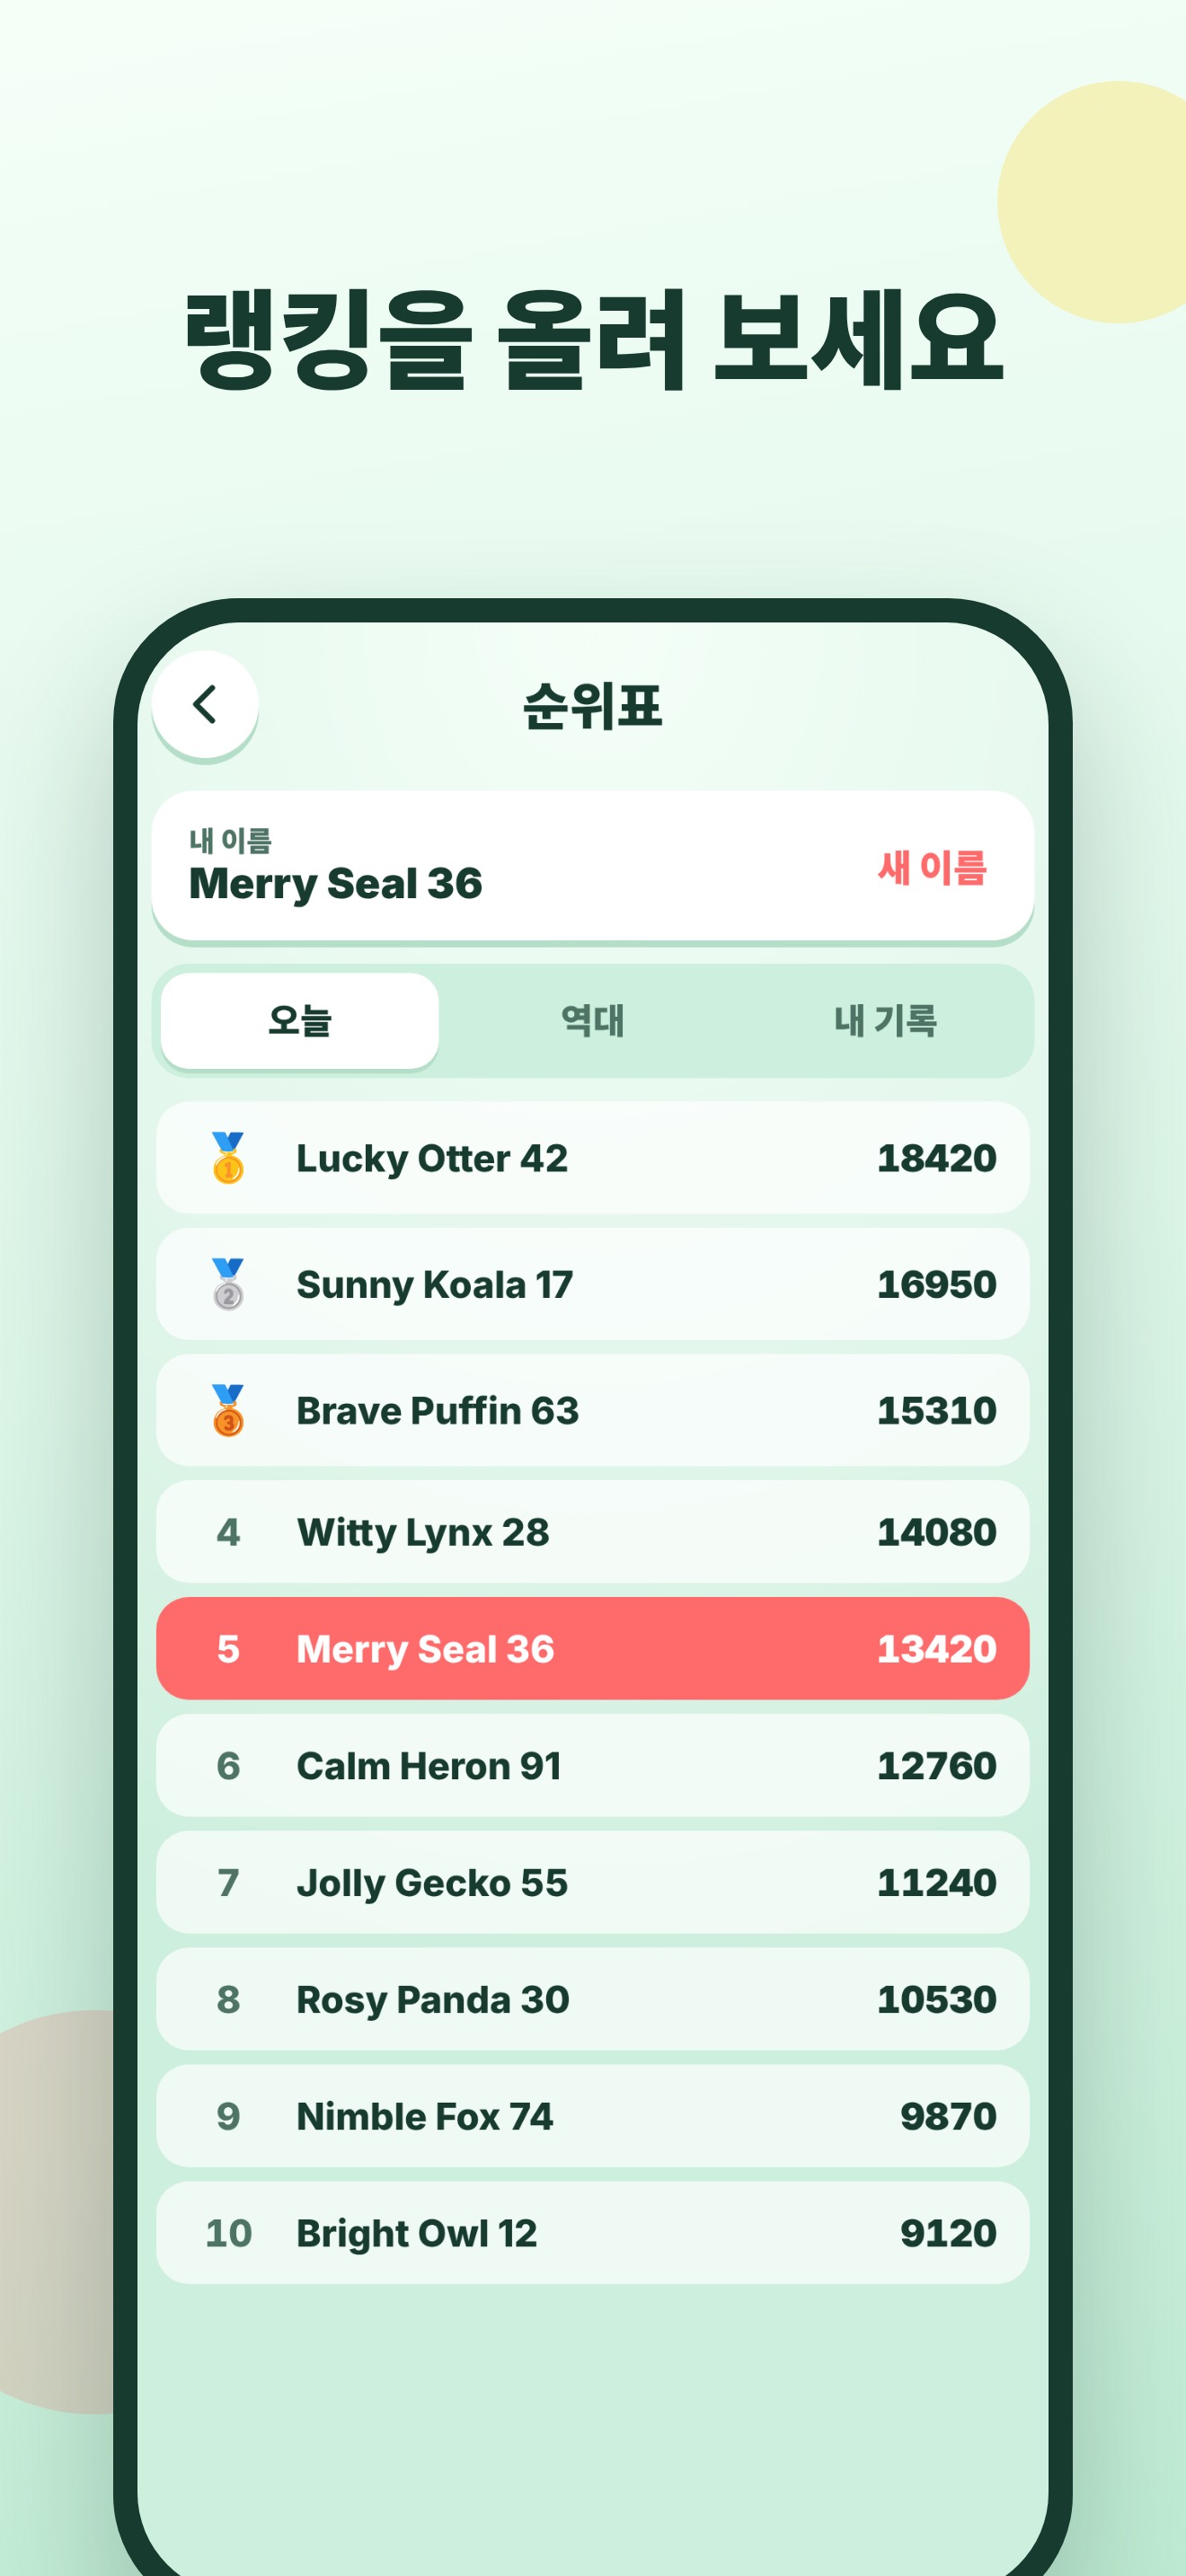 랭킹을 올려 보세요
순위표
내 이름
Merry Seal 36
새 이름
오늘 역대 내 기록
1 Lucky Otter 42 18420
2 Sunny Koala 17 16950
3 Brave Puffin 63 15310
4 Witty Lynx 28 14080
5 Merry Seal 36 13420
6 Calm Heron 91 12760
7 Jolly Gecko 55 11240
8 Rosy Panda 30 10530
9 Nimble Fox 74 9870
10 Bright Owl 12 9120